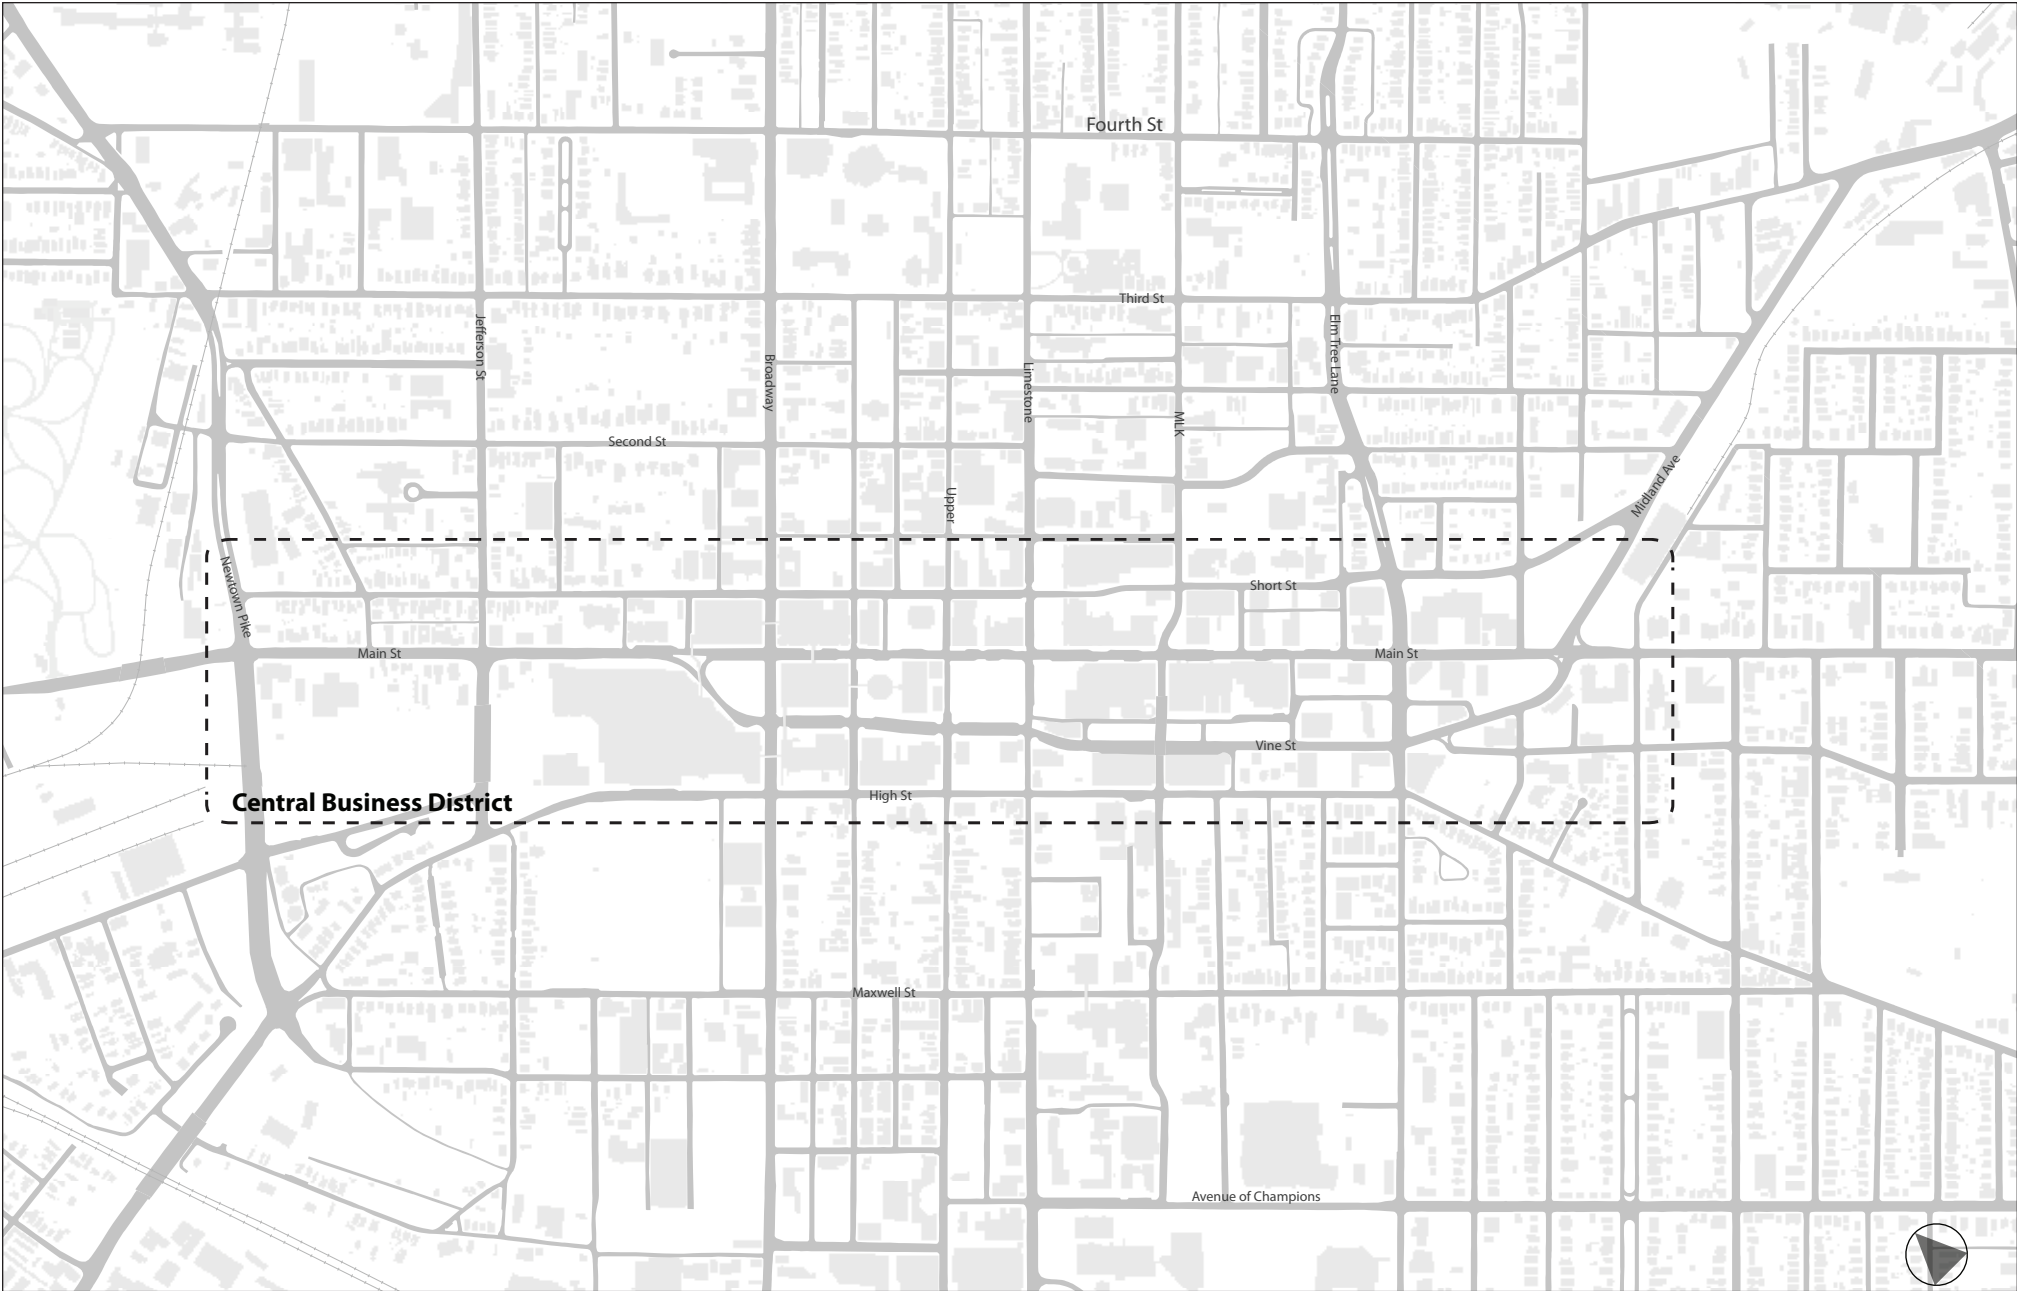 Fourth St
Third St
Jefferson St
Broadway
Limestone
Elm Tree Lane
MLK
Second St
Upper
Midland Ave
Newtown Pike
Short St
Main St
Main St
Vine St
High St
Central Business District
Maxwell St
Avenue of Champions